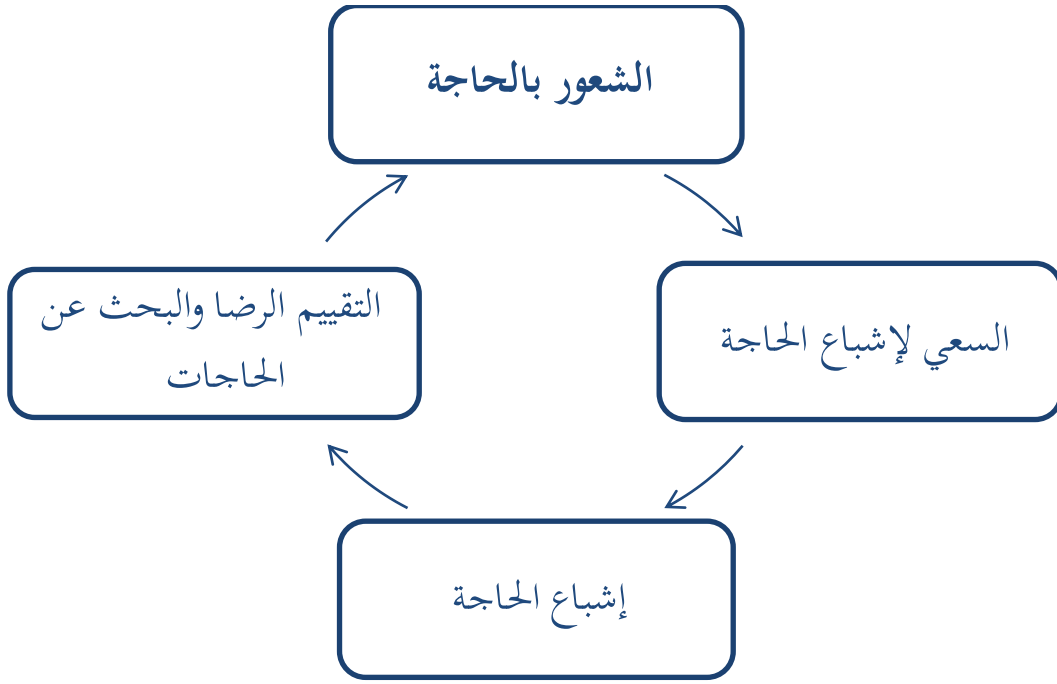 الشعور بالحاجة
السعي لإشباع الحاجة
إشباع الحاجة
التقييم الرضا والبحث عن
الحاجات